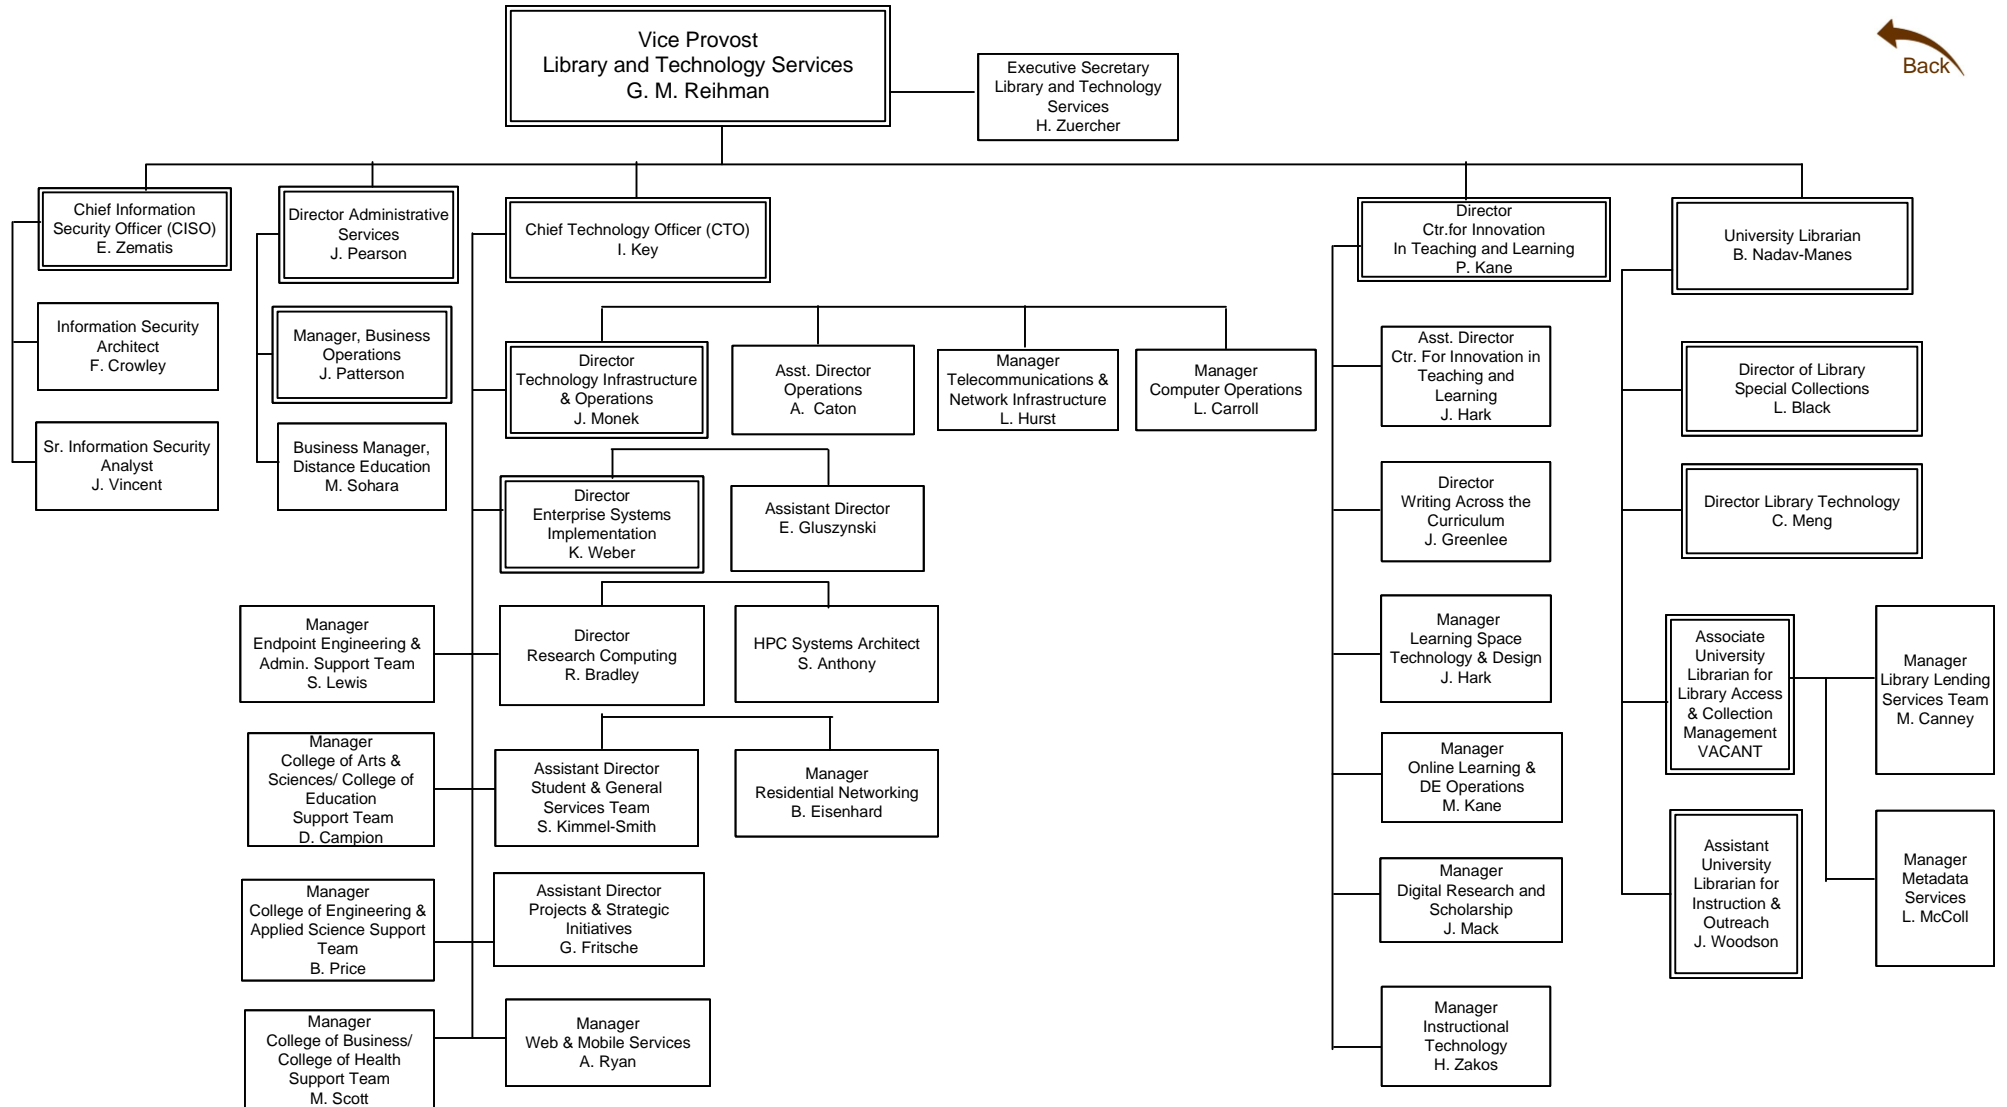 Vice Provost
Library and Technology Services
G. M. Reihman
Executive Secretary
Library and Technology
Services
H. Zuercher
Back
Chief Information
Security Officer (CISO)
E. Zematis
Director Administrative
Services
J. Pearson
Chief Technology Officer (CTO)
I. Key
Director
Ctr.for Innovation
In Teaching and Learning
P. Kane
University Librarian
B. Nadav-Manes
Information Security
Architect
F. Crowley
Sr. Information Security
Analyst
J. Vincent
Manager, Business
Operations
J. Patterson
Business Manager,
Distance Education
M. Sohara
Director
Technology Infrastructure
& Operations
J. Monek
Asst. Director
Operations
A.  Caton
Manager
Telecommunications &
Network Infrastructure
L. Hurst
Manager
Computer Operations
L. Carroll
Director
Enterprise Systems
Implementation
K. Weber
Assistant Director
E. Gluszynski
Manager
Endpoint Engineering &
Admin. Support Team
S. Lewis
Director
Research Computing
R. Bradley
HPC Systems Architect
S. Anthony
Manager
College of Arts &
Sciences/ College of
Education
Support Team
D. Campion
Assistant Director
Student & General
Services Team
S. Kimmel-Smith
Manager
Residential Networking
B. Eisenhard
Manager
College of Engineering &
Applied Science Support
Team
B. Price
Assistant Director
Projects & Strategic
Initiatives
G. Fritsche
Manager
College of Business/
College of Health
Support Team
M. Scott
Manager
Web & Mobile Services
A. Ryan
Asst. Director
Ctr. For Innovation in
Teaching and
Learning
J. Hark
Director
Writing Across the
Curriculum
J. Greenlee
Manager
Learning Space
Technology & Design
J. Hark
Manager
Online Learning &
DE Operations
M. Kane
Manager
Digital Research and
Scholarship
J. Mack
Manager
Instructional
Technology
H. Zakos
Director of Library
Special Collections
L. Black
Director Library Technology
C. Meng
Associate
University
Librarian for
Library Access
& Collection
Management
VACANT
Manager
Library Lending
Services Team
M. Canney
Assistant
University
Librarian for
Instruction &
Outreach
J. Woodson
Manager
Metadata
Services
L. McColl